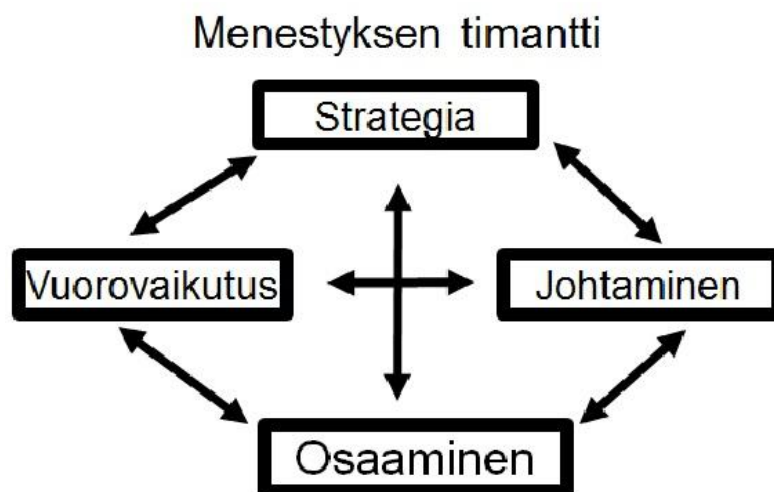 Menestyksen timantti
Strategia
Vuorovaikutus
Johtaminen
Osaaminen